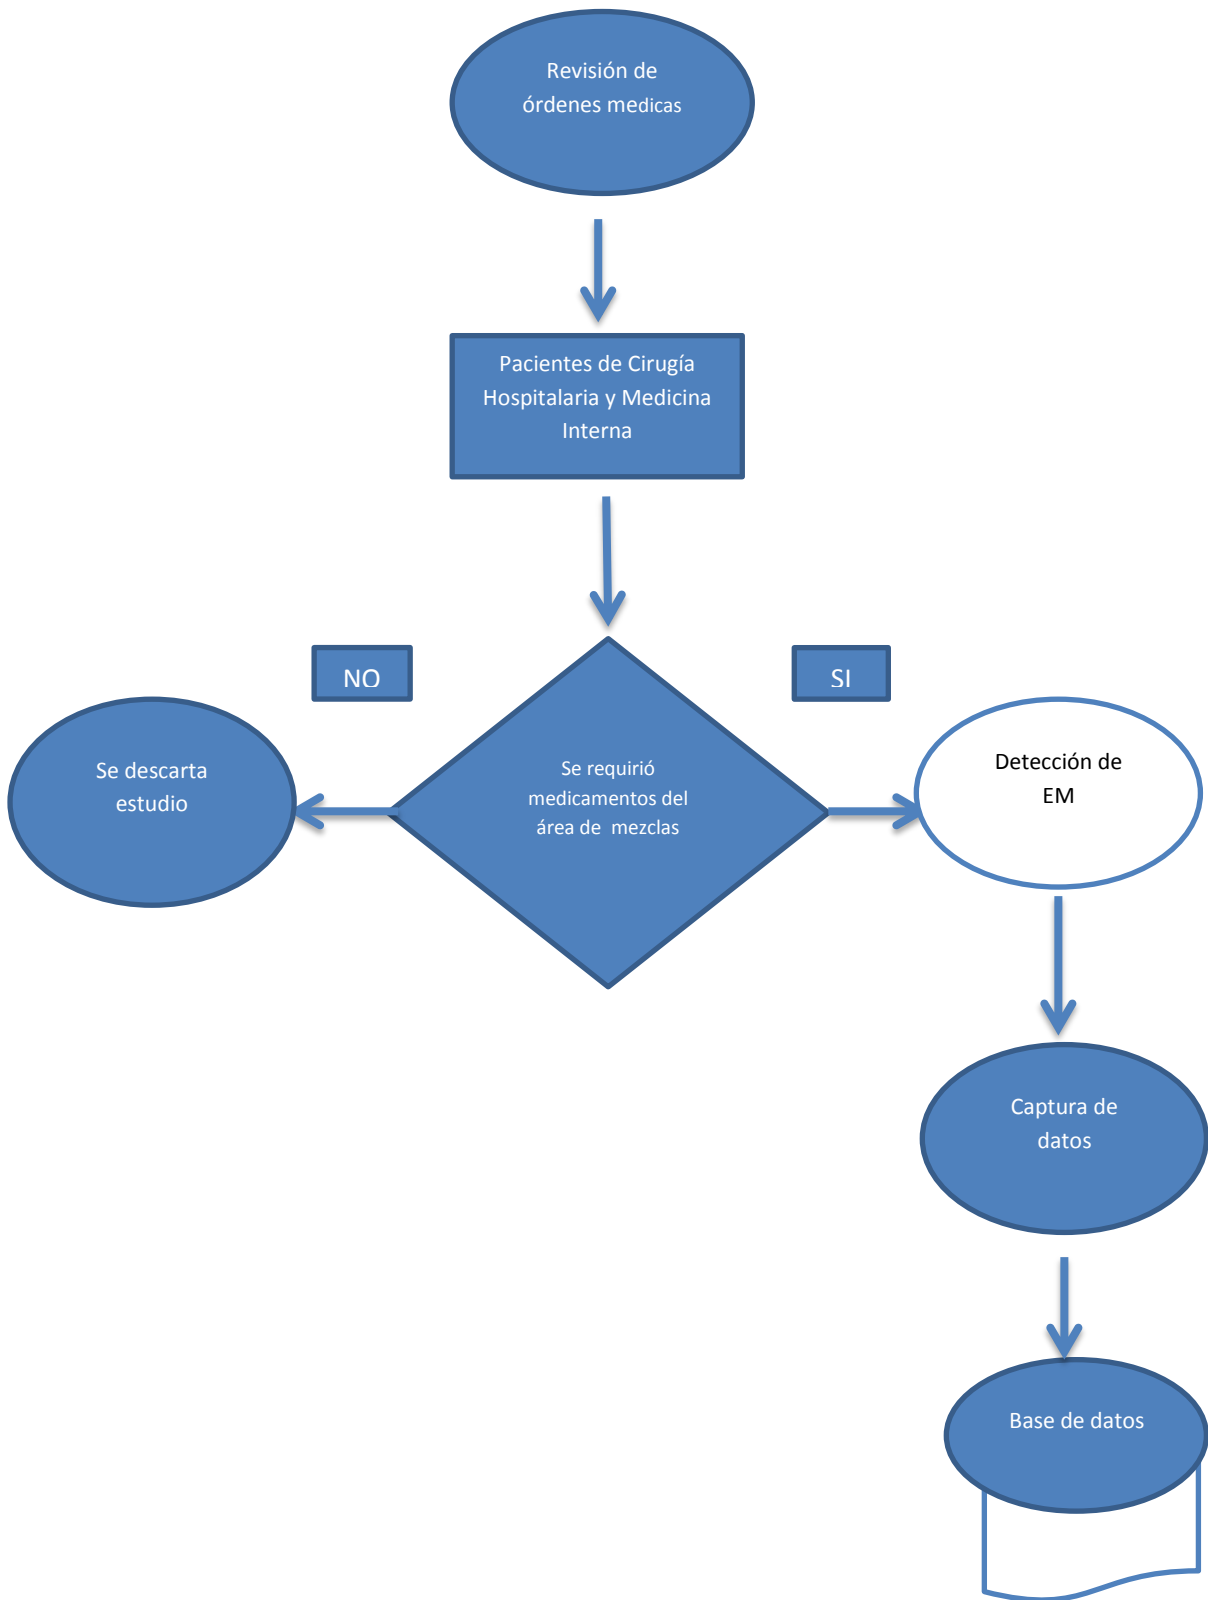 Revisión de
órdenes medicas
Pacientes de Cirugía
Hospitalaria y Medicina
Interna
NO
SI
Se descarta
estudio
Se requirió
medicamentos del
área de mezclas
Detección de
EM
Captura de
datos
Base de datos